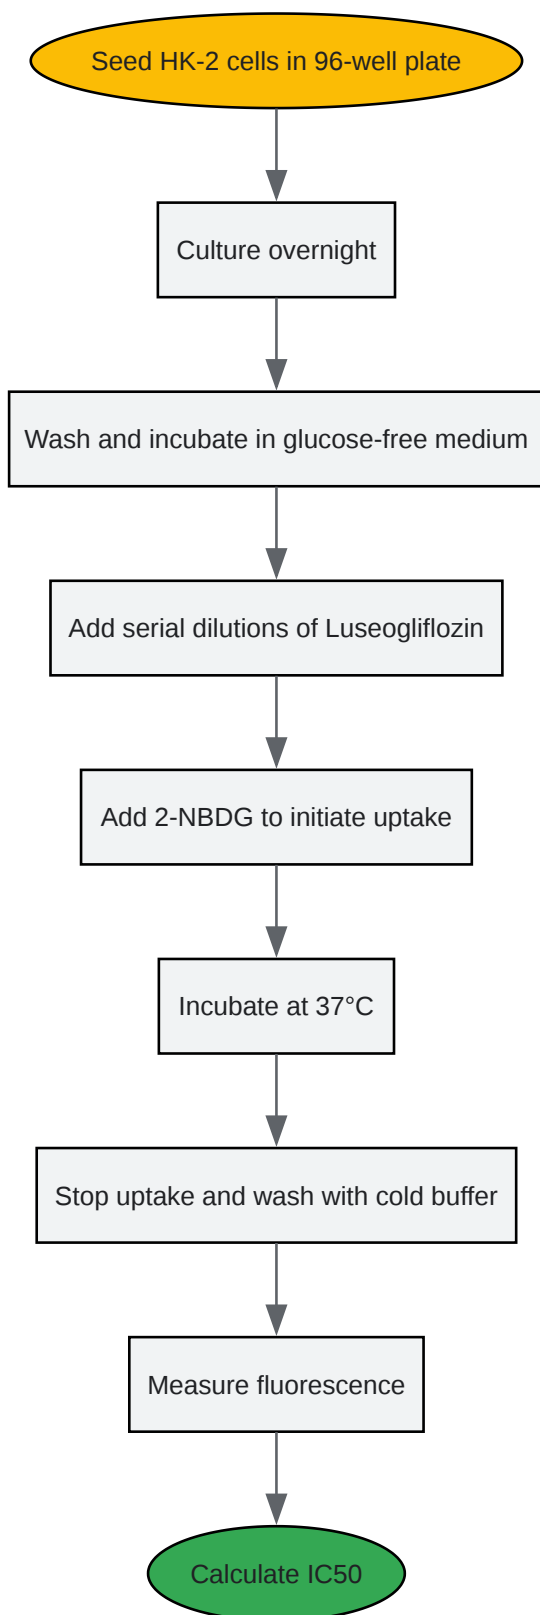 Seed HK-2 cells in 96-well plate
Culture overnight
Wash and incubate in glucose-free medium
Add serial dilutions of Luseogliflozin
Add 2-NBDG to initiate uptake
Incubate at 37°C
Stop uptake and wash with cold buffer
Measure fluorescence
Calculate IC50